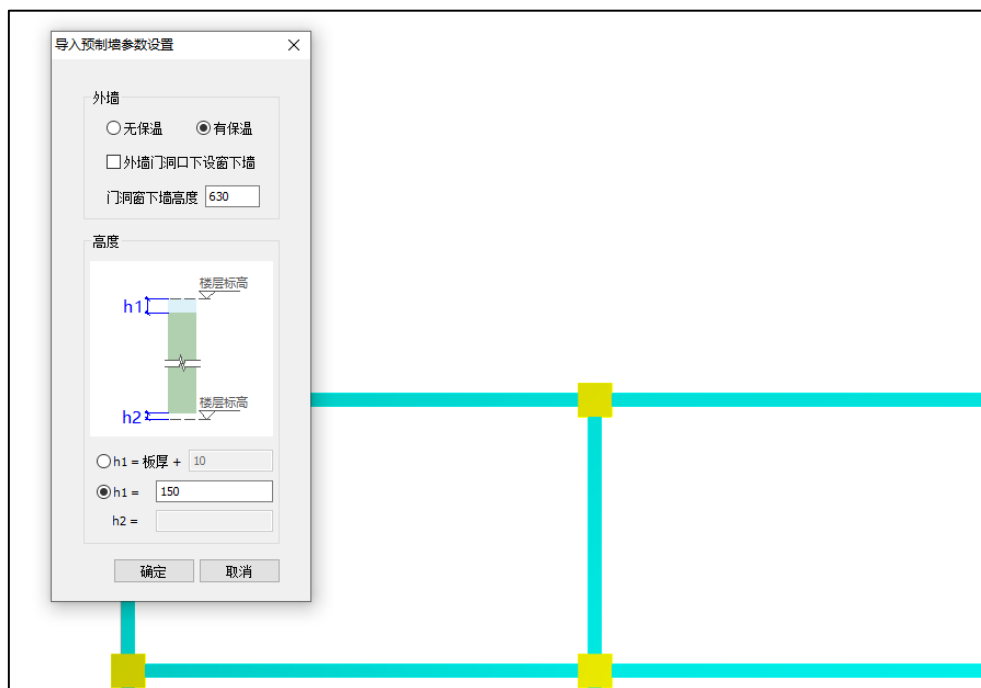 导入预制墙参数设置
外墙
无保温 有保温
外墙门洞口下设窗下墙
门洞窗下墙高度 630
高度
楼层标高
h1
楼层标高
h2
h1 = 板厚 + 10
h1 = 150
h2 =
确定 取消